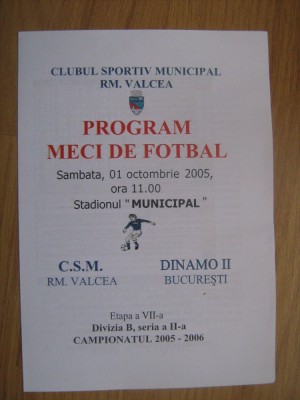 CLUBUL SPORTIV MUNICIPAL
RM. VALCEA
PROGRAM
MECI DE FOTBAL
Sambata, 01 octombrie 2005,
ora 11.00
Stadionul "MUNICIPAL"
C.S.M. DINAMO II
RM. VALCEA BUCUREŞTI
Etapa a VII-a
Divizia B, seria a II-a
CAMPIONATUL 2005 - 2006